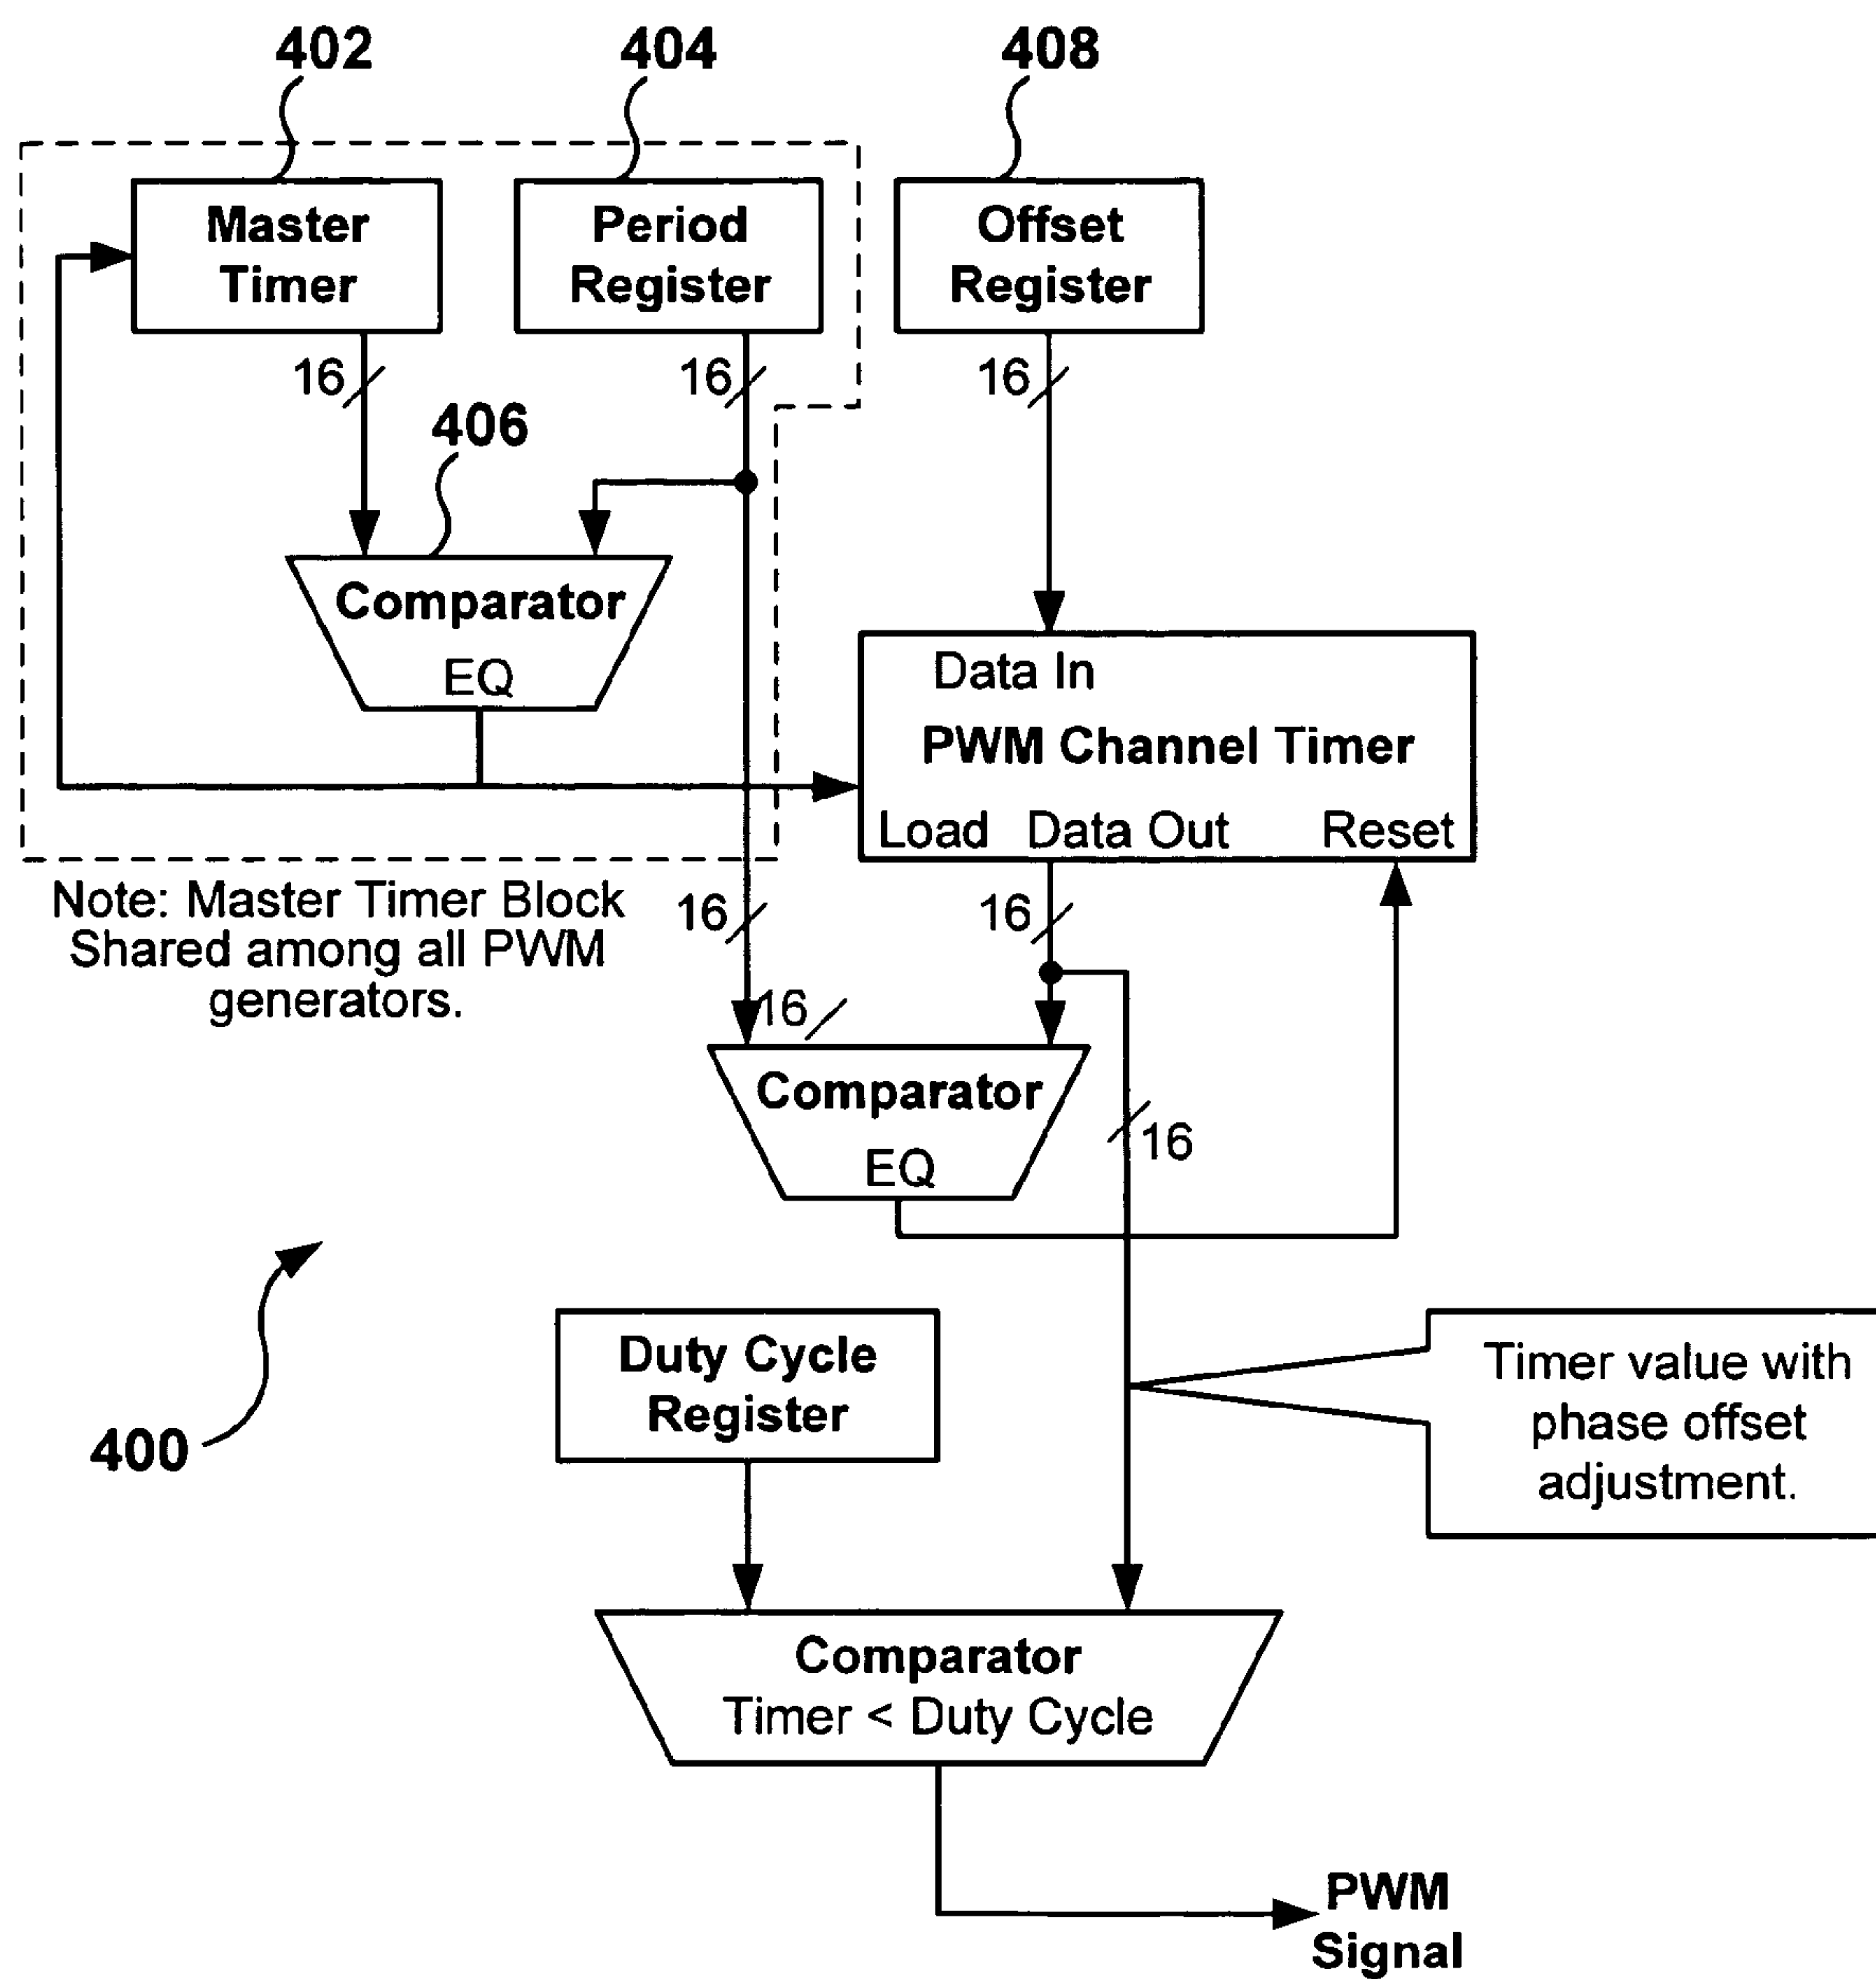 402
404
408
Master
Timer
Period
Register
Offset
Register
16
16
16
406
Comparator
EQ
Data In
PWM Channel Timer
Load Data Out Reset
Note: Master Timer Block
Shared among all PWM
generators.
16
16
16
Comparator
EQ
16
400
Duty Cycle
Register
Timer value with
phase offset
adjustment.
Comparator
Timer < Duty Cycle
PWM
Signal